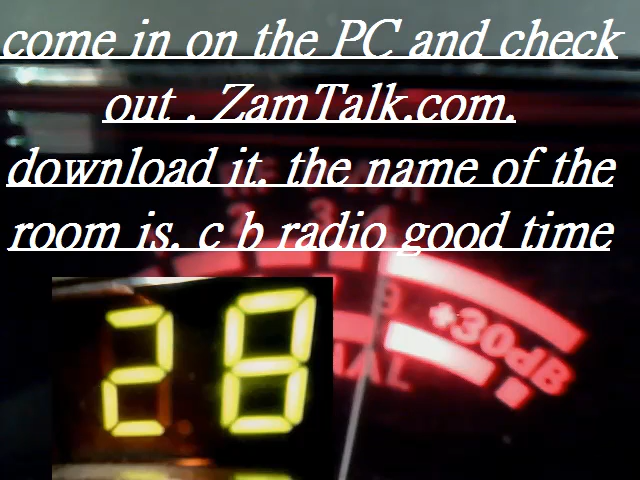 come in on the PC and check
out . ZamTalk.com.
download it. the name of the
room is. c b radio good time
+30dB
28